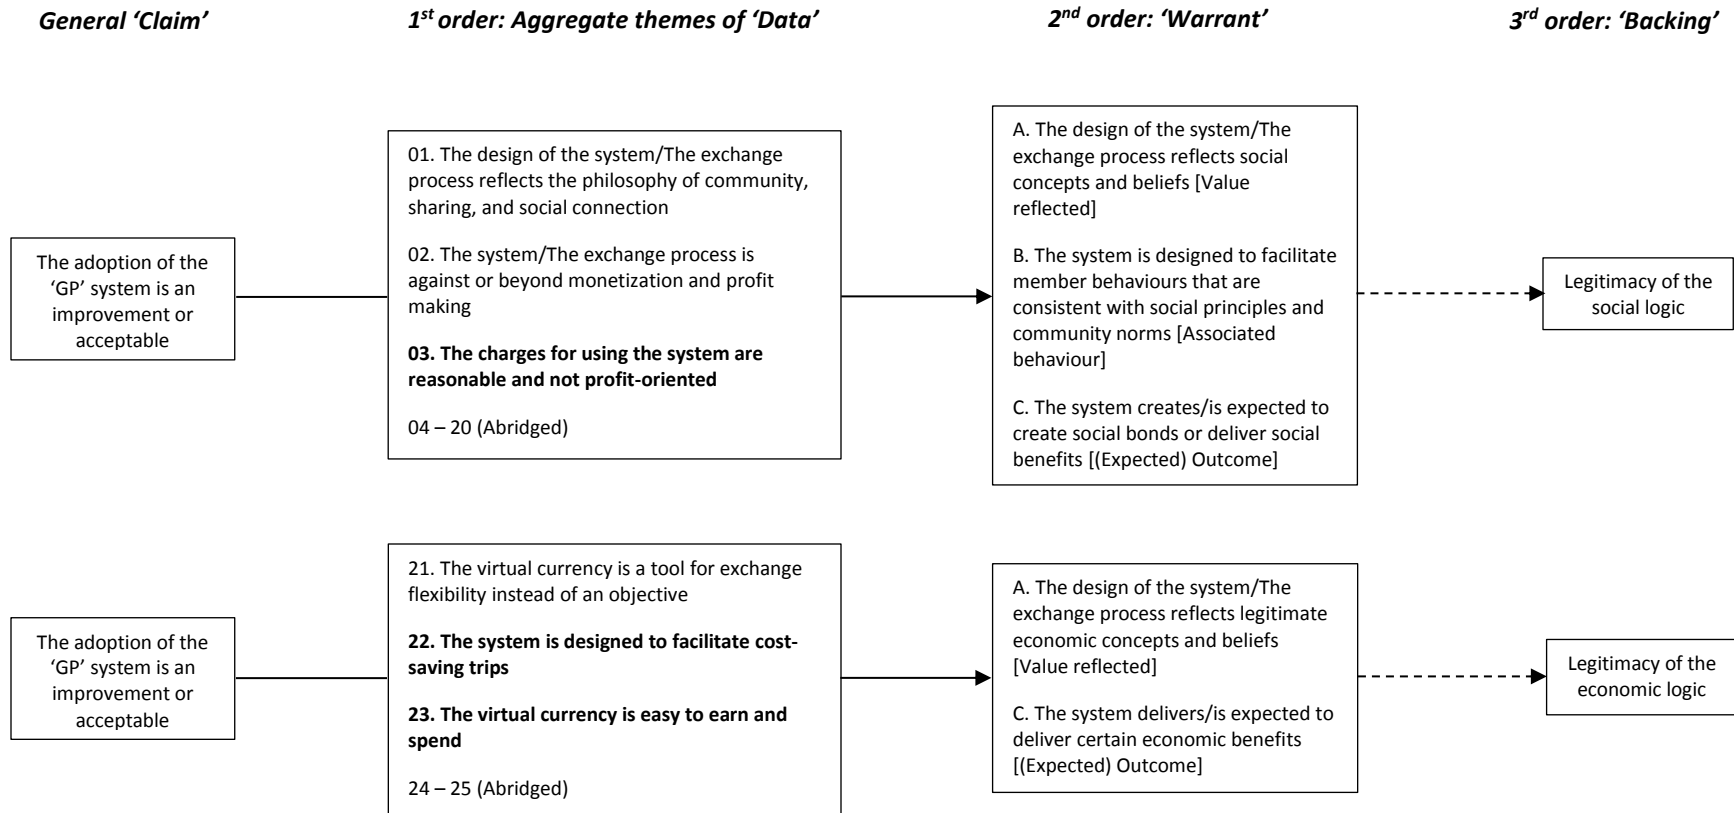 General ‘Claim’
1st order: Aggregate themes of ‘Data’
2nd order: ‘Warrant’
3rd order: ‘Backing’
The adoption of the
‘GP’ system is an
improvement or
acceptable
01. The design of the system/The exchange
process reflects the philosophy of community,
sharing, and social connection
02. The system/The exchange process is
against or beyond monetization and profit
making
03. The charges for using the system are
reasonable and not profit-oriented
04 – 20 (Abridged)
A. The design of the system/The
exchange process reflects social
concepts and beliefs [Value
reflected]
B. The system is designed to facilitate
member behaviours that are
consistent with social principles and
community norms [Associated
behaviour]
C. The system creates/is expected to
create social bonds or deliver social
benefits [(Expected) Outcome]
Legitimacy of the
social logic
The adoption of the
‘GP’ system is an
improvement or
acceptable
21. The virtual currency is a tool for exchange
flexibility instead of an objective
22. The system is designed to facilitate cost-
saving trips
23. The virtual currency is easy to earn and
spend
24 – 25 (Abridged)
A. The design of the system/The
exchange process reflects legitimate
economic concepts and beliefs
[Value reflected]
C. The system delivers/is expected to
deliver certain economic benefits
[(Expected) Outcome]
Legitimacy of the
economic logic